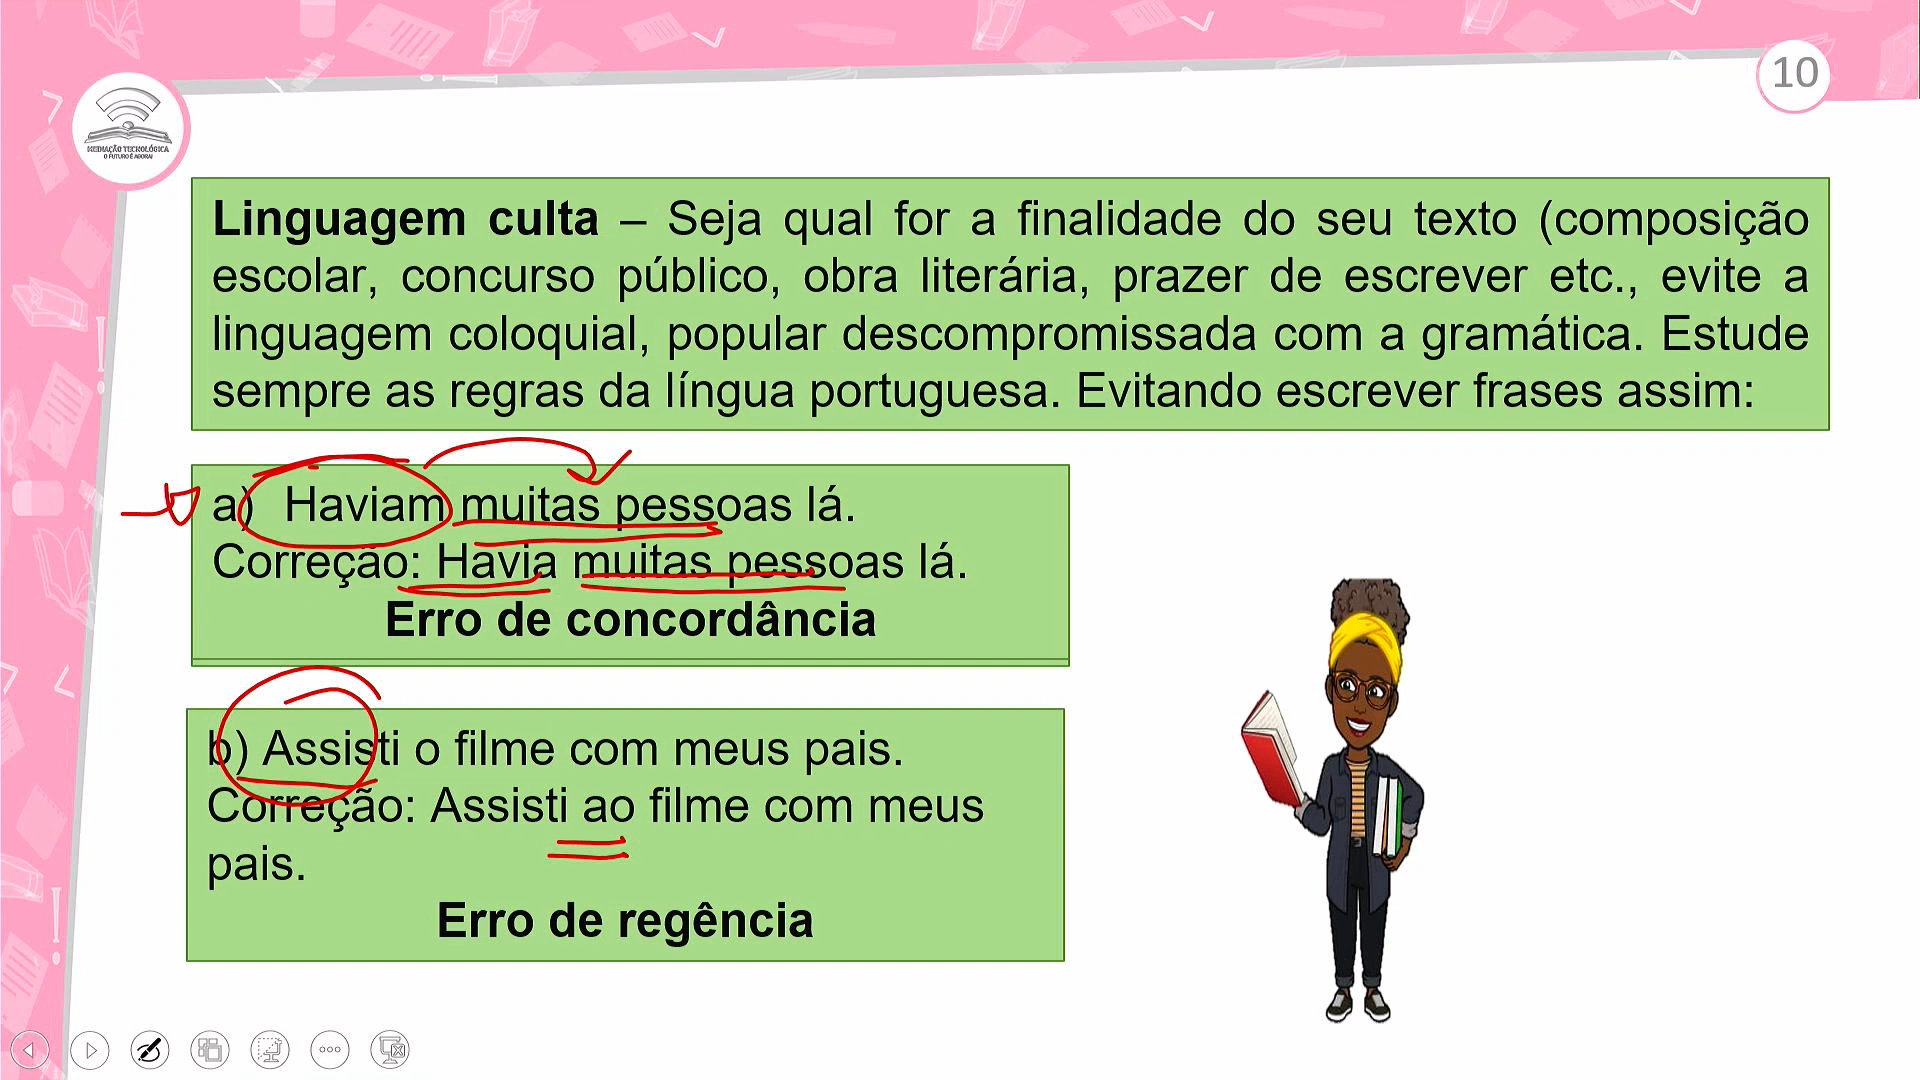 10
MEDIAÇÃO TECNOLÓGICA
O FUTURO É AGORA!
Linguagem culta – Seja qual for a finalidade do seu texto (composição
escolar, concurso público, obra literária, prazer de escrever etc., evite a
linguagem coloquial, popular descompromissada com a gramática. Estude
sempre as regras da língua portuguesa. Evitando escrever frases assim:
a) Haviam muitas pessoas lá.
Correção: Havia muitas pessoas lá.
Erro de concordância
b) Assisti o filme com meus pais.
Correção: Assisti ao filme com meus
pais.
Erro de regência